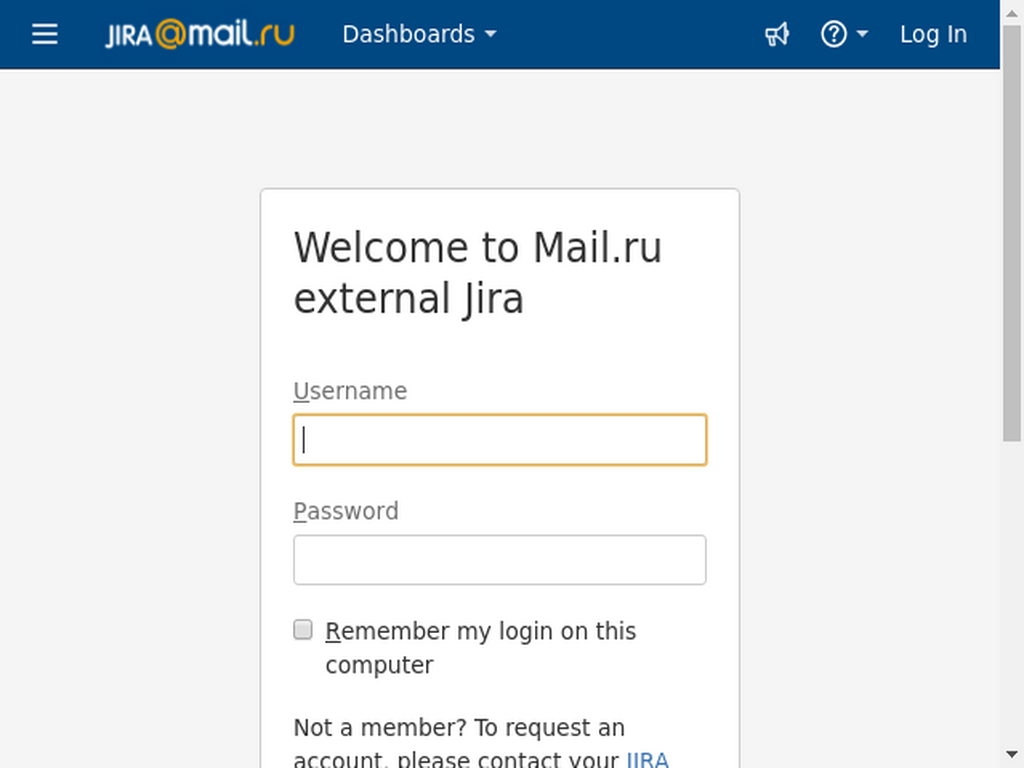 JIRA@mail.ru Dashboards Log In
Welcome to Mail.ru
external Jira
Username
Password
Remember my login on this
computer
Not a member? To request an
account, please contact your JIRA